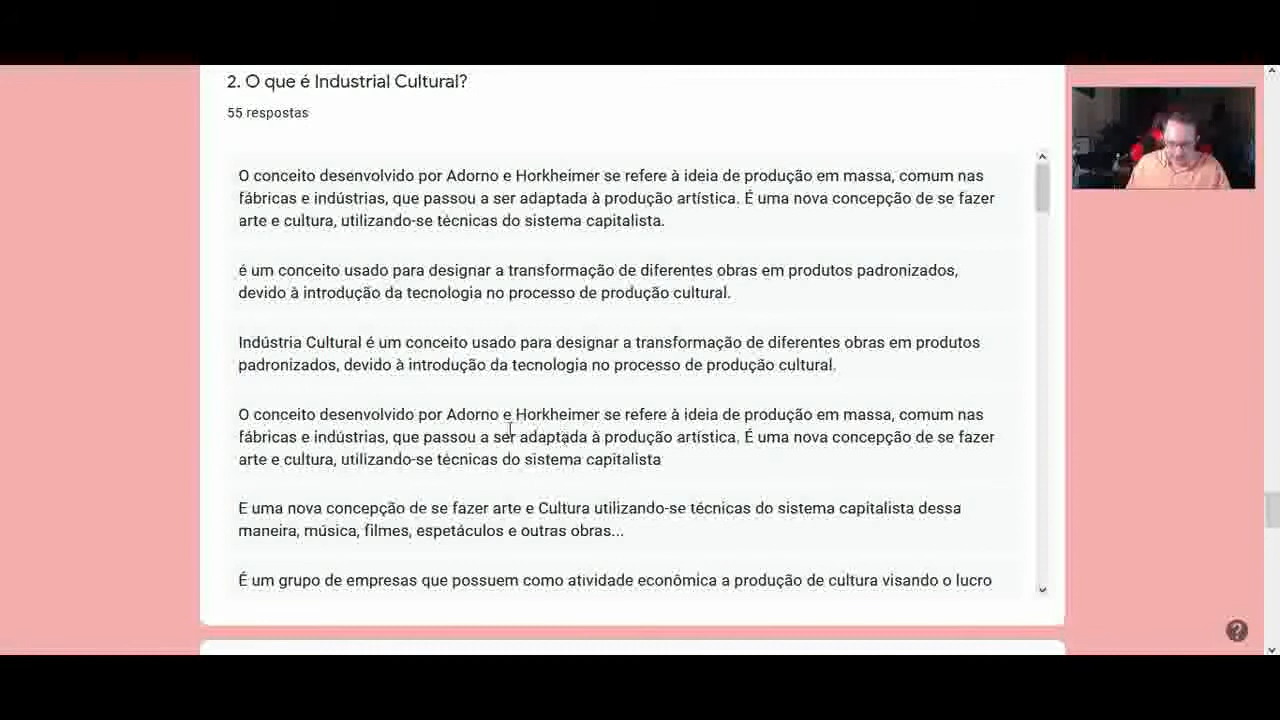 2. O que é Industrial Cultural?
55 respostas
O conceito desenvolvido por Adorno e Horkheimer se refere à ideia de produção em massa, comum nas
fábricas e indústrias, que passou a ser adaptada à produção artística. É uma nova concepção de se fazer
arte e cultura, utilizando-se técnicas do sistema capitalista.
é um conceito usado para designar a transformação de diferentes obras em produtos padronizados,
devido à introdução da tecnologia no processo de produção cultural.
Indústria Cultural é um conceito usado para designar a transformação de diferentes obras em produtos
padronizados, devido à introdução da tecnologia no processo de produção cultural.
O conceito desenvolvido por Adorno e Horkheimer se refere à ideia de produção em massa, comum nas
fábricas e indústrias, que passou a ser adaptada à produção artística. É uma nova concepção de se fazer
arte e cultura, utilizando-se técnicas do sistema capitalista
E uma nova concepção de se fazer arte e Cultura utilizando-se técnicas do sistema capitalista dessa
maneira, música, filmes, espetáculos e outras obras...
É um grupo de empresas que possuem como atividade econômica a produção de cultura visando o lucro